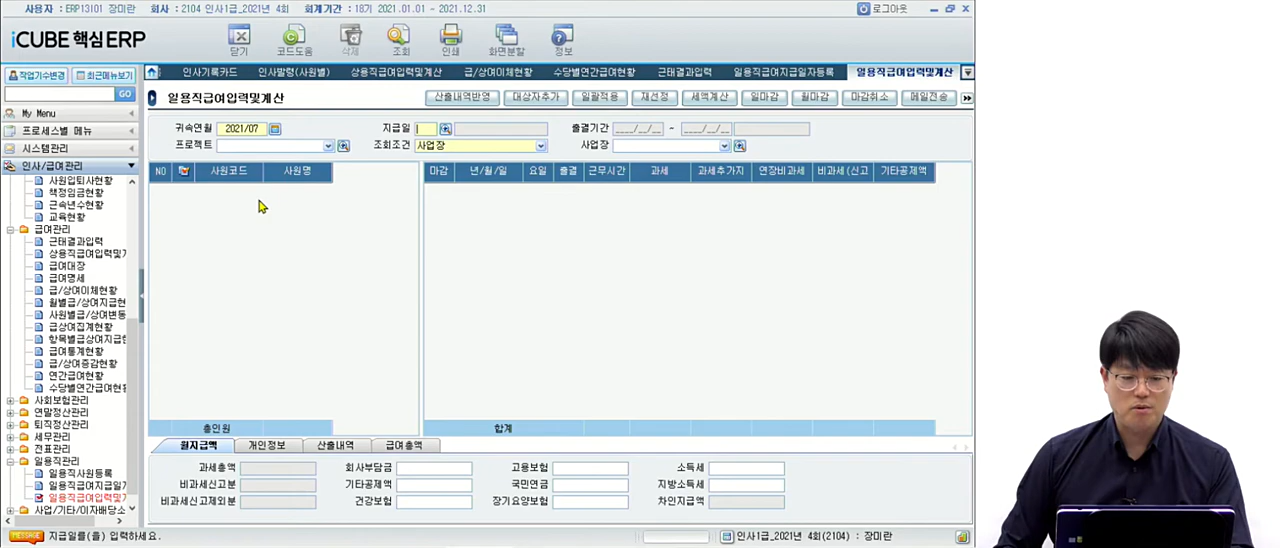 사용자 : ERP13I01 장미란 회사 : 2104 인사1급_2021년 4회 회계기간 : 18기 2021.01.01 ~ 2021.12.31 로그아웃
iCUBE 핵심ERP
닫기 코드도움 삭제 조회 인쇄 화면분할 정보
작업기수변경 최근메뉴보기
인사기록카드 인사발령(사원별) 상용직급여입력및계산 급/상여이체현황 수당별연간급여현황 근태결과입력 일용직급여지급일자등록 일용직급여입력및계산
GO
일용직급여입력및계산
산출내역반영 대상자추가 일괄적용 재선정 세액계산 일마감 월마감 마감취소 메일전송
My Menu
프로세스별 메뉴
시스템관리
인사/급여관리
귀속연월 2021/07 지급일 출결기간 ____/__/__ ~ ____/__/__
프로젝트 조회조건 사업장 사업장
NO 사원코드 사원명
마감 년/월/일 요일 출결 근무시간 과세 과세추가지 연장비과세 비과세(신고 기타공제액
사원입퇴사현황
책정임금현황
근속년수현황
교육현황
급여관리
근태결과입력
상용직급여입력및계
급여대장
급여명세
급/상여이체현황
월별급/상여지급현
사원별급/상여변동
급상여집계현황
항목별급상여지급현
급여통계현황
급/상여증감현황
연간급여현황
수당별연간급여현황
사회보험관리
연말정산관리
퇴직정산관리
세무관리
전표관리
일용직관리
일용직사원등록
일용직급여지급일자
일용직급여입력및계
사업/기타/이자배당소
총인원 합계
월지급액 개인정보 산출내역 급여총액
과세총액 회사부담금 고용보험 소득세
비과세신고분 기타공제액 국민연금 지방소득세
비과세신고제외분 건강보험 장기요양보험 차인지급액
MESSAGE 지급일를(을) 입력하세요. 인사1급_2021년 4회(2104) : 장미란